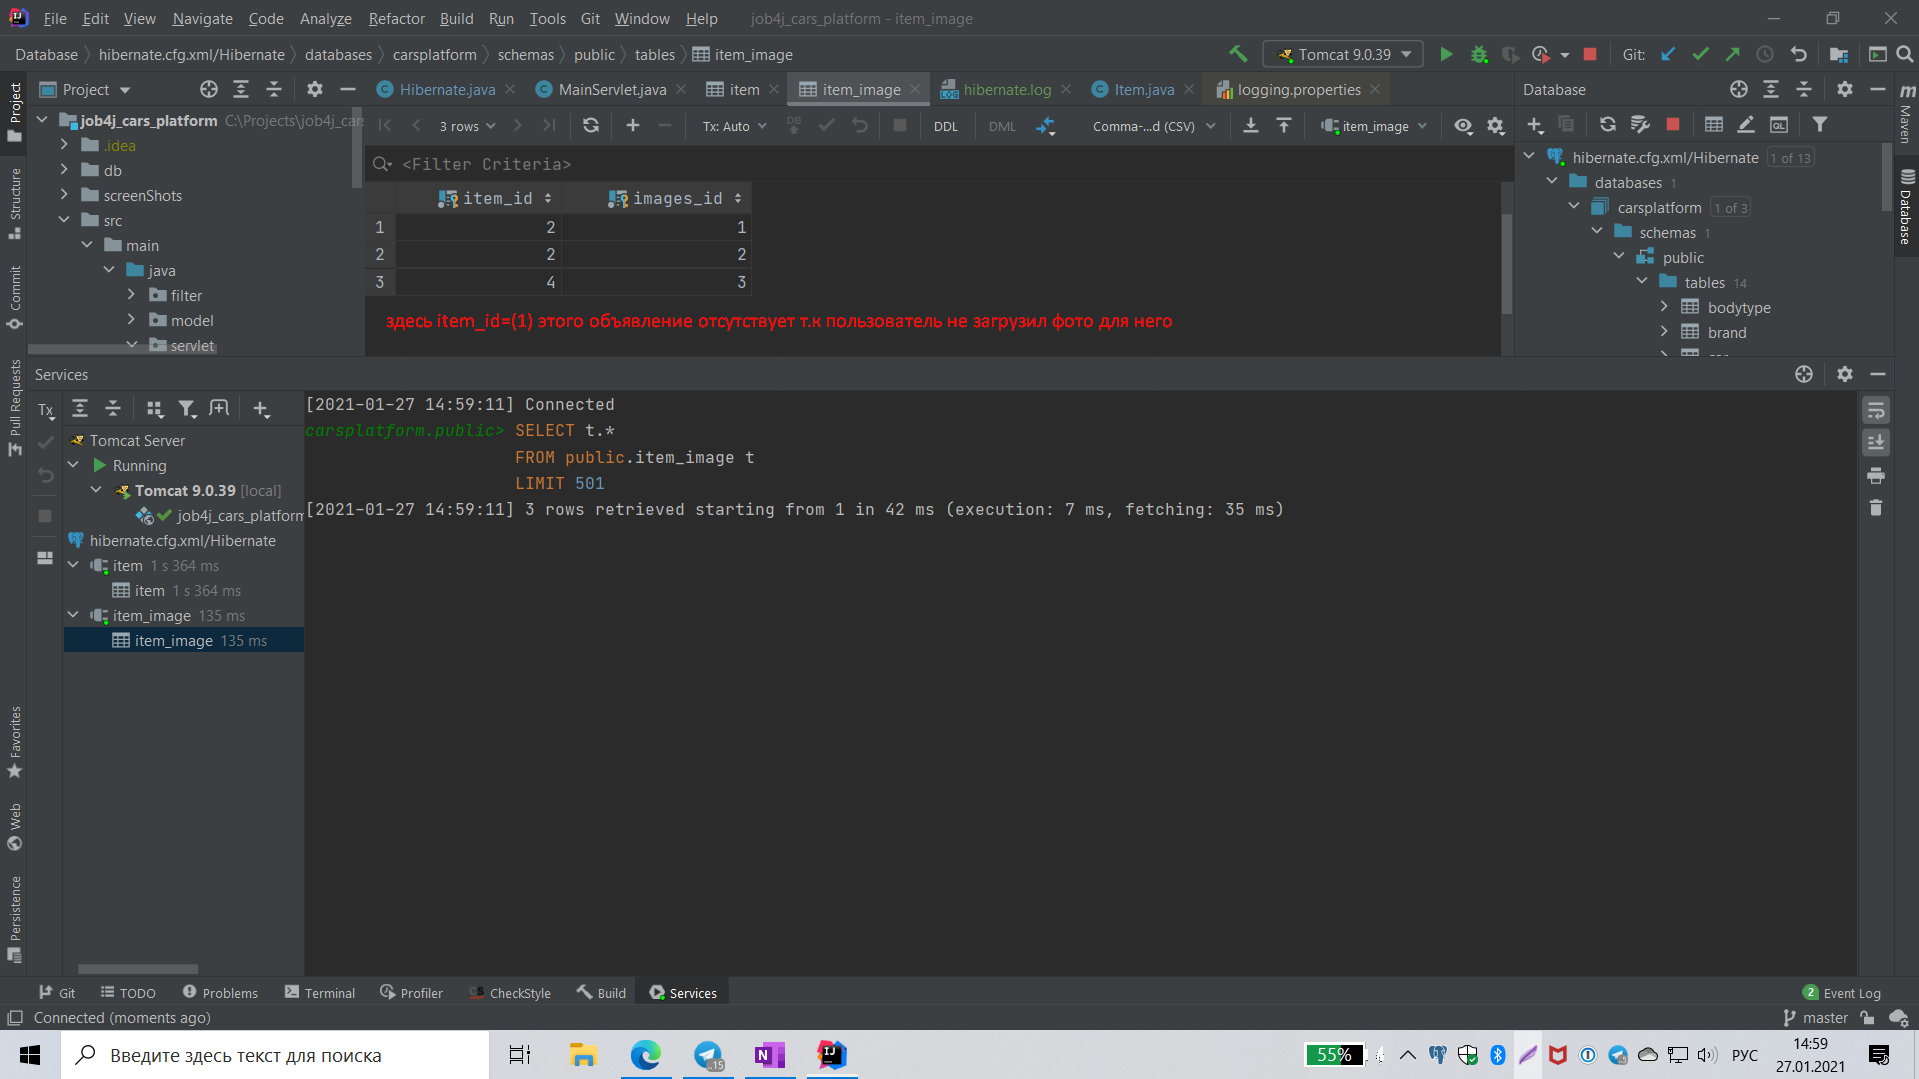 File Edit View Navigate Code Analyze Refactor Build Run Tools Git Window Help job4j_cars_platform - item_image
Database hibernate.cfg.xml/Hibernate databases carsplatform schemas public tables item_image Tomcat 9.0.39 Git:
Project Hibernate.java MainServlet.java item item_image hibernate.log Item.java logging.properties Database
job4j_cars_platform C:\Projects\job4j_cars 3 rows Tx: Auto DDL DML Comma-...d (CSV) item_image
.idea <Filter Criteria> hibernate.cfg.xml/Hibernate 1 of 13
db databases 1
screenShots item_id images_id carsplatform 1 of 3
src 1 2 1 schemas 1
main 2 2 2 public
java 3 4 3 tables 14
filter bodytype
model здесь item_id=(1) этого объявление отсутствует т.к пользователь не загрузил фото для него brand
servlet
Project
Structure
Commit
Pull Requests
Favorites
Web
Persistence
Maven
Database
Services
Tx
Tomcat Server
Running
Tomcat 9.0.39 [local]
job4j_cars_platform
hibernate.cfg.xml/Hibernate
item 1 s 364 ms
item 1 s 364 ms
item_image 135 ms
item_image 135 ms
[2021-01-27 14:59:11] Connected
carsplatform.public> SELECT t.*
FROM public.item_image t
LIMIT 501
[2021-01-27 14:59:11] 3 rows retrieved starting from 1 in 42 ms (execution: 7 ms, fetching: 35 ms)
Git TODO Problems Terminal Profiler CheckStyle Build Services 2 Event Log
Connected (moments ago) master
Введите здесь текст для поиска 55% РУС 14:59
27.01.2021